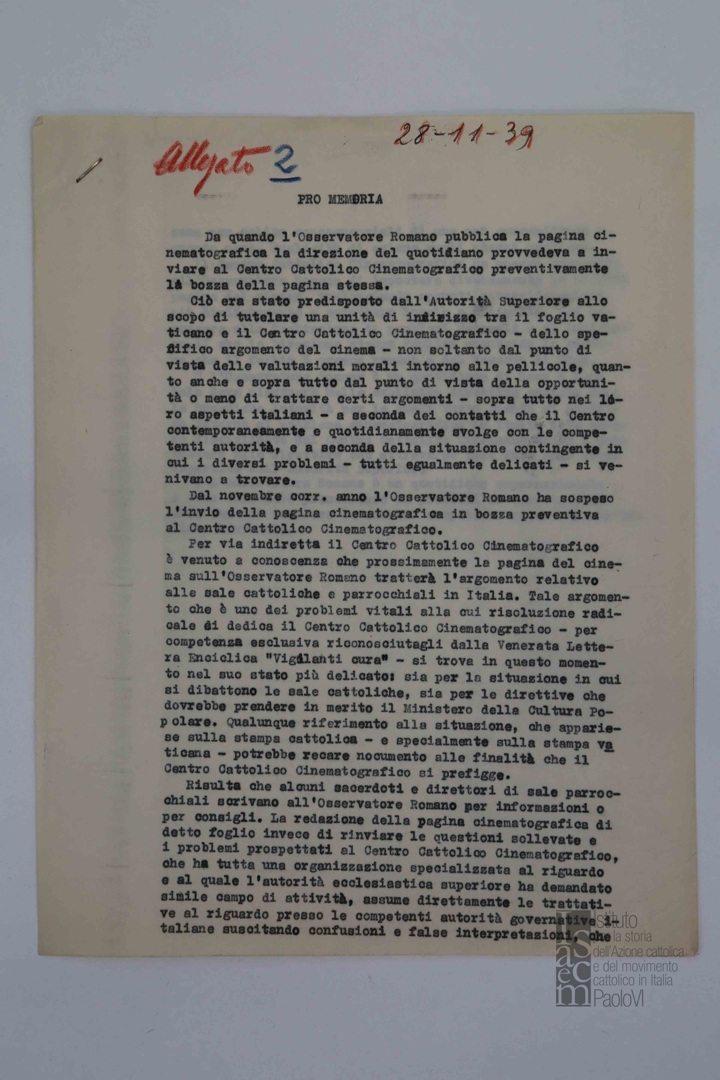 28-11-39
Allegato 2
PRO MEMORIA
Da quando l'Osservatore Romano pubblica la pagina ci-
nematografica la direzione del quotidiano provvedeva a in-
viare al Centro Cattolico Cinematografico preventivamente
la bozza della pagina stessa.
Ciò era stato predisposto dall'Autorità Superiore allo
scopo di tutelare una unità di indirizzo tra il foglio va-
ticano e il Centro Cattolico Cinematografico - dello spe-
cifico argomento del cinema - non soltanto dal punto di
vista delle valutazioni morali intorno alle pellicole, quan-
to anche e sopra tutto dal punto di vista della opportuni-
tà o meno di trattare certi argomenti - sopra tutto nei lo-
ro aspetti italiani - a seconda dei contatti che il Centro
contemporaneamente e quotidianamente svolge con le compe-
tenti autorità, e a seconda della situazione contingente in
cui i diversi problemi - tutti egualmente delicati - si ve-
nivano a trovare.
Dal novembre corr. anno l'Osservatore Romano ha sospeso
l'invio della pagina cinematografica in bozza preventiva
al Centro Cattolico Cinematografico.
Per via indiretta il Centro Cattolico Cinematografico
è venuto a conoscenza che prossimamente la pagina del cine-
ma sull'Osservatore Romano tratterà l'argomento relativo
alle sale cattoliche e parrocchiali in Italia. Tale argomen-
to che è uno dei problemi vitali alla cui risoluzione radi-
cale si dedica il Centro Cattolico Cinematografico - per
competenza esclusiva riconosciutagli dalla Venerata Lette-
ra Enciclica "Vigilanti cura" - si trova in questo momen-
to nel suo stato più delicato: sia per la situazione in cui
si dibattono le sale cattoliche, sia per le direttive che
dovrebbe prendere in merito il Ministero della Cultura Po-
polare. Qualunque riferimento alla situazione, che apparis-
se sulla stampa cattolica - e specialmente sulla stampa va
ticana - potrebbe recare nocumento alle finalità che il
Centro Cattolico Cinematografico si prefigge.
Risulta che alcuni sacerdoti e direttori di sale parroc-
chiali scrivano all'Osservatore Romano per informazioni o
per consigli. La redazione della pagina cinematografica di
detto foglio invece di rinviare le questioni sollevate e
i problemi prospettati al Centro Cattolico Cinematografico,
che ha tutta una organizzazione specializzata al riguardo
e al quale l'autorità ecclesiastica superiore ha demandato
simile campo di attività, assume direttamente le trattati-
ve al riguardo presso le competenti autorità governative i-
taliane suscitando confusioni e false interpretazioni, che
Isacem
Istituto
per la storia
dell'Azione cattolica
e del movimento
cattolico in Italia
PaoloVI